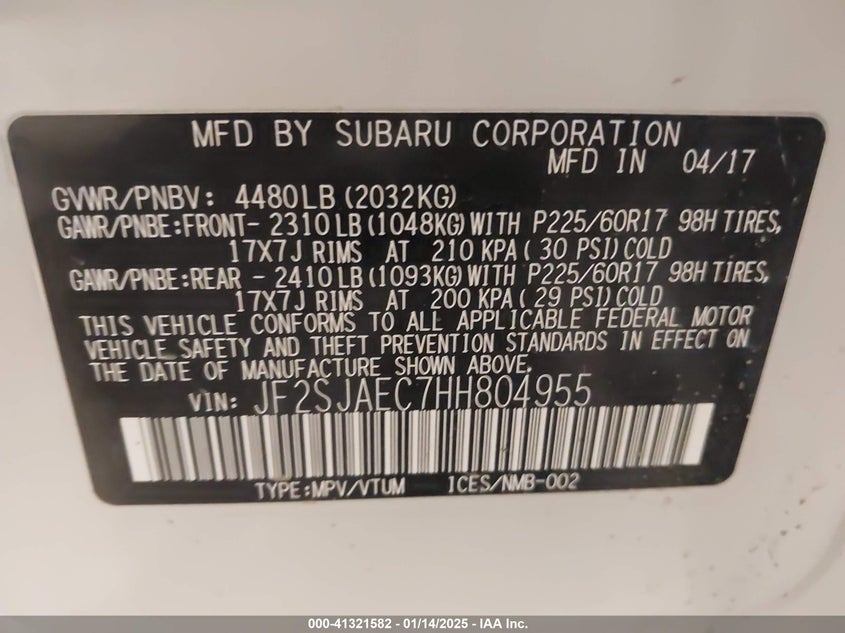 MFD BY SUBARU CORPORATION
MFD IN 04/17
GVWR/PNBV: 4480LB(2032KG)
GAWR/PNBE:FRONT- 2310LB(1048KG)WITH P225/60R17 98H TIRES,
17X7J RIMS AT 210 KPA( 30 PSI)COLD
GAWR/PNBE:REAR - 2410LB(1093KG)WITH P225/60R17 98H TIRES,
17X7J RIMS AT 200 KPA(29 PSI)COLD
THIS VEHICLE CONFORMS TO ALL APPLICABLE FEDERAL MOTOR
VEHICLE SAFETY AND THEFT PREVENTION STANDARDS IN EFFECT ON
THE DATE OF MANUFACTURE SHOWN ABOVE.
VIN: JF2SJAEC7HH804955
TYPE:MPV/VTUM ICES/NMB-002
000-41321582 - 01/14/2025 - IAA Inc.